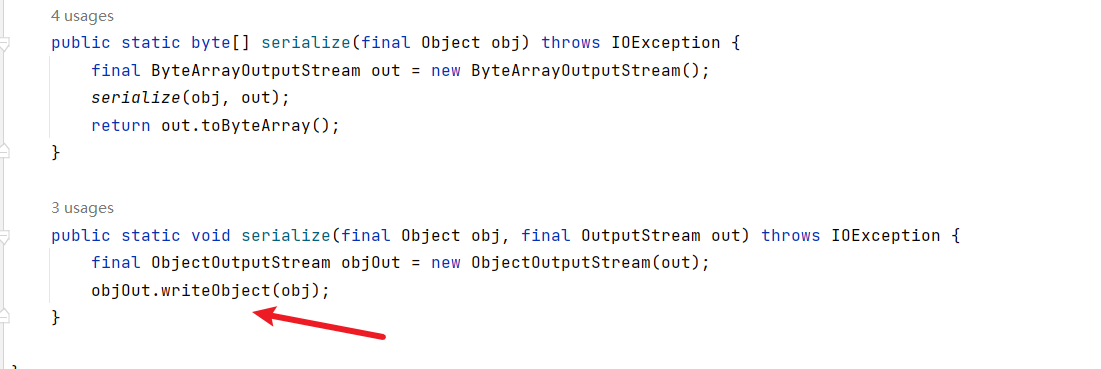 4 usages
public static byte[] serialize(final Object obj) throws IOException {
final ByteArrayOutputStream out = new ByteArrayOutputStream();
serialize(obj, out);
return out.toByteArray();
}
3 usages
public static void serialize(final Object obj, final OutputStream out) throws IOException {
final ObjectOutputStream objOut = new ObjectOutputStream(out);
objOut.writeObject(obj);
}